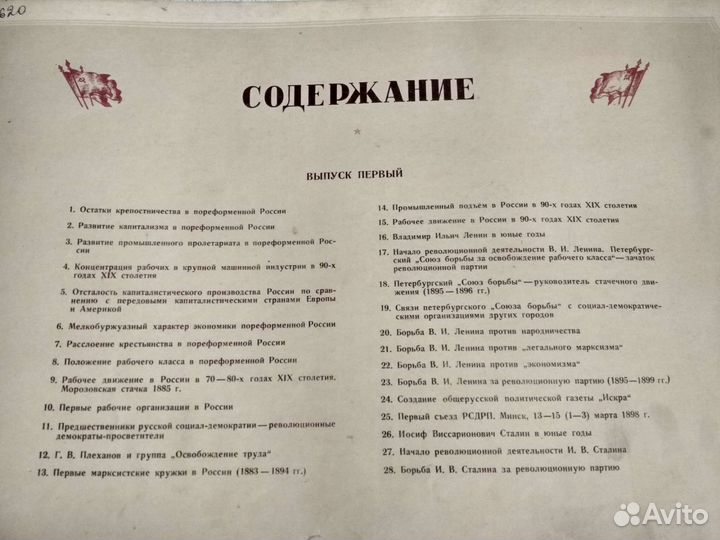 620
СОДЕРЖАНИЕ
ВЫПУСК ПЕРВЫЙ
1. Остатки крепостничества в пореформенной России
2. Развитие капитализма в пореформенной России
3. Развитие промышленного пролетариата в пореформенной Рос-
сии
4. Концентрация рабочих в крупной машинной индустрии в 90-х
годах XIX столетия
5. Отсталость капиталистического производства России по срав-
нению с передовыми капиталистическими странами Европы
и Америкой
6. Мелкобуржуазный характер экономики пореформенной России
7. Расслоение крестьянства в пореформенной России
8. Положение рабочего класса в пореформенной России
9. Рабочее движение в России в 70—80-х годах XIX столетия.
Морозовская стачка 1885 г.
10. Первые рабочие организации в России
11. Предшественники русской социал-демократии — революционные
демократы-просветители
12. Г. В. Плеханов и группа „Освобождение труда“
13. Первые марксистские кружки в России (1883—1894 гг.)
14. Промышленный подъём в России в 90-х годах XIX столетия
15. Рабочее движение в России в 90-х годах XIX столетия
16. Владимир Ильич Ленин в юные годы
17. Начало революционной деятельности В. И. Ленина. Петербург-
ский „Союз борьбы за освобождение рабочего класса“ — зачаток
революционной партии
18. Петербургский „Союз борьбы“ — руководитель стачечного дви-
жения (1895—1896 гг.)
19. Связи петербургского „Союза борьбы“ с социал-демократиче-
скими организациями других городов
20. Борьба В. И. Ленина против народничества
21. Борьба В. И. Ленина против „легального марксизма“
22. Борьба В. И. Ленина против „экономизма“
23. Борьба В. И. Ленина за революционную партию (1895—1899 гг.)
24. Создание общерусской политической газеты „Искра“
25. Первый съезд РСДРП. Минск, 13—15 (1—3) марта 1898 г.
26. Иосиф Виссарионович Сталин в юные годы
27. Начало революционной деятельности И. В. Сталина
28. Борьба И. В. Сталина за революционную партию
Avito